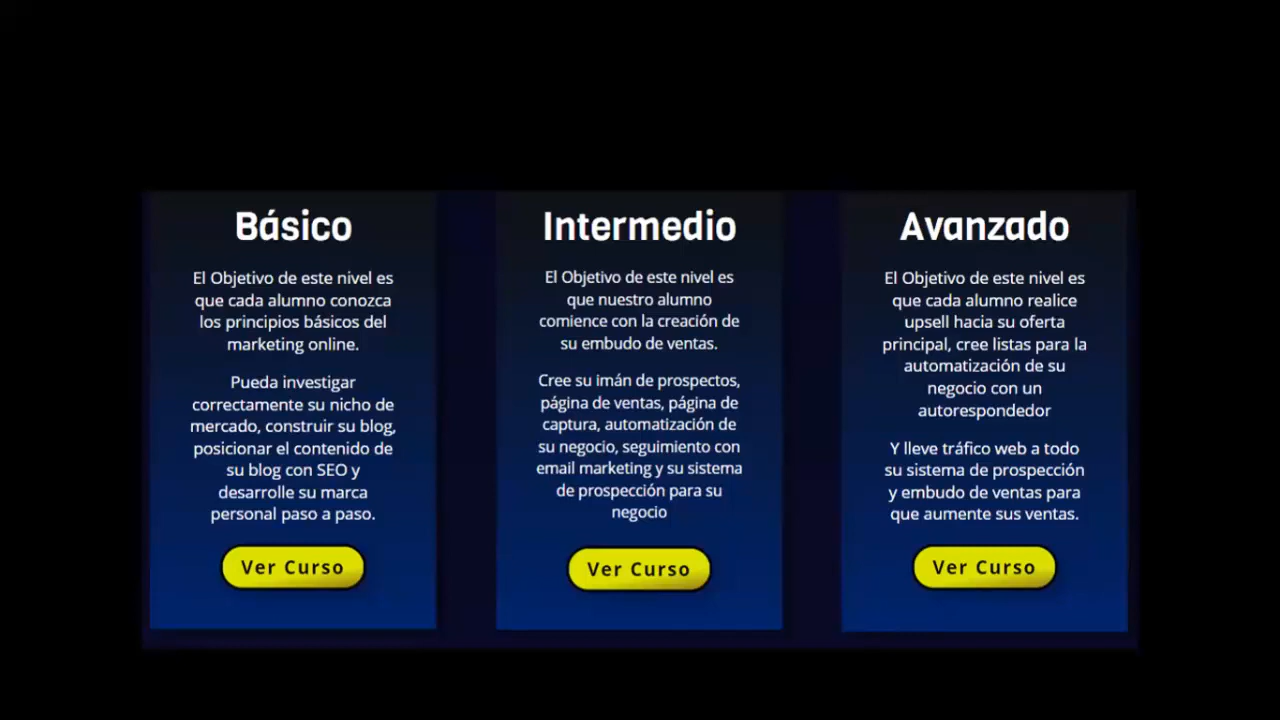 Básico
El Objetivo de este nivel es
que cada alumno conozca
los principios básicos del
marketing online.
Pueda investigar
correctamente su nicho de
mercado, construir su blog,
posicionar el contenido de
su blog con SEO y
desarrolle su marca
personal paso a paso.
Ver Curso
Intermedio
El Objetivo de este nivel es
que nuestro alumno
comience con la creación de
su embudo de ventas.
Cree su imán de prospectos,
página de ventas, página de
captura, automatización de
su negocio, seguimiento con
email marketing y su sistema
de prospección para su
negocio
Ver Curso
Avanzado
El Objetivo de este nivel es
que cada alumno realice
upsell hacia su oferta
principal, cree listas para la
automatización de su
negocio con un
autorespondedor
Y lleve tráfico web a todo
su sistema de prospección
y embudo de ventas para
que aumente sus ventas.
Ver Curso